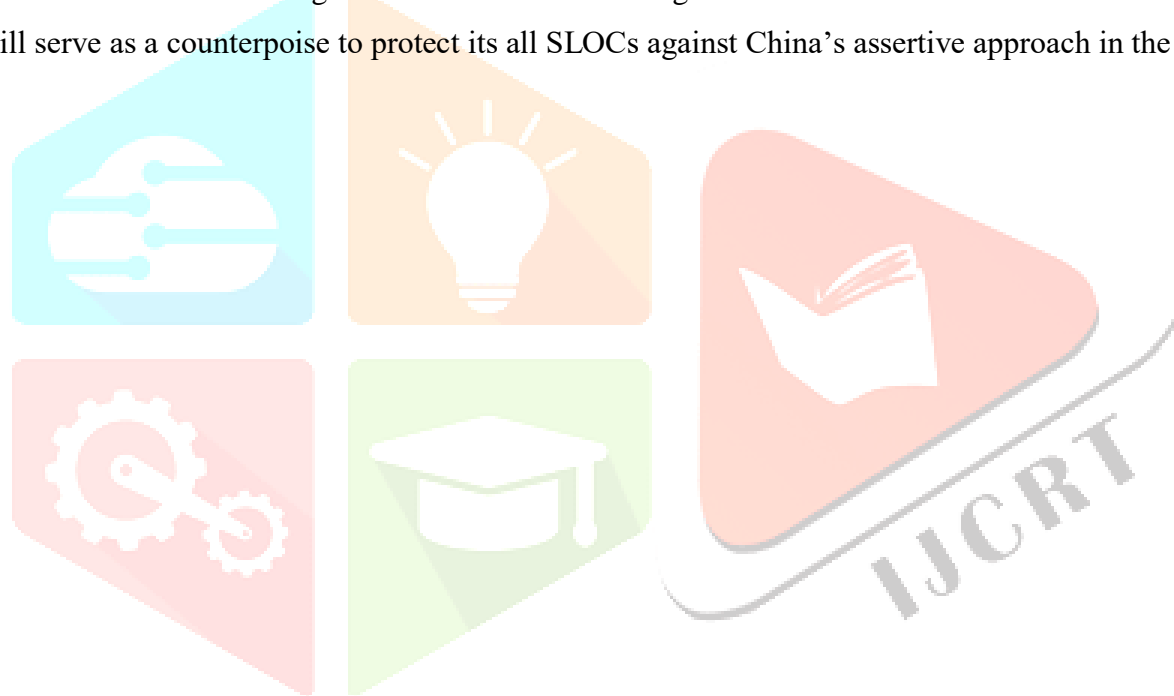 ill serve as a counterpoise to protect its all SLOCs against China’s assertive approach in the
IJCRT